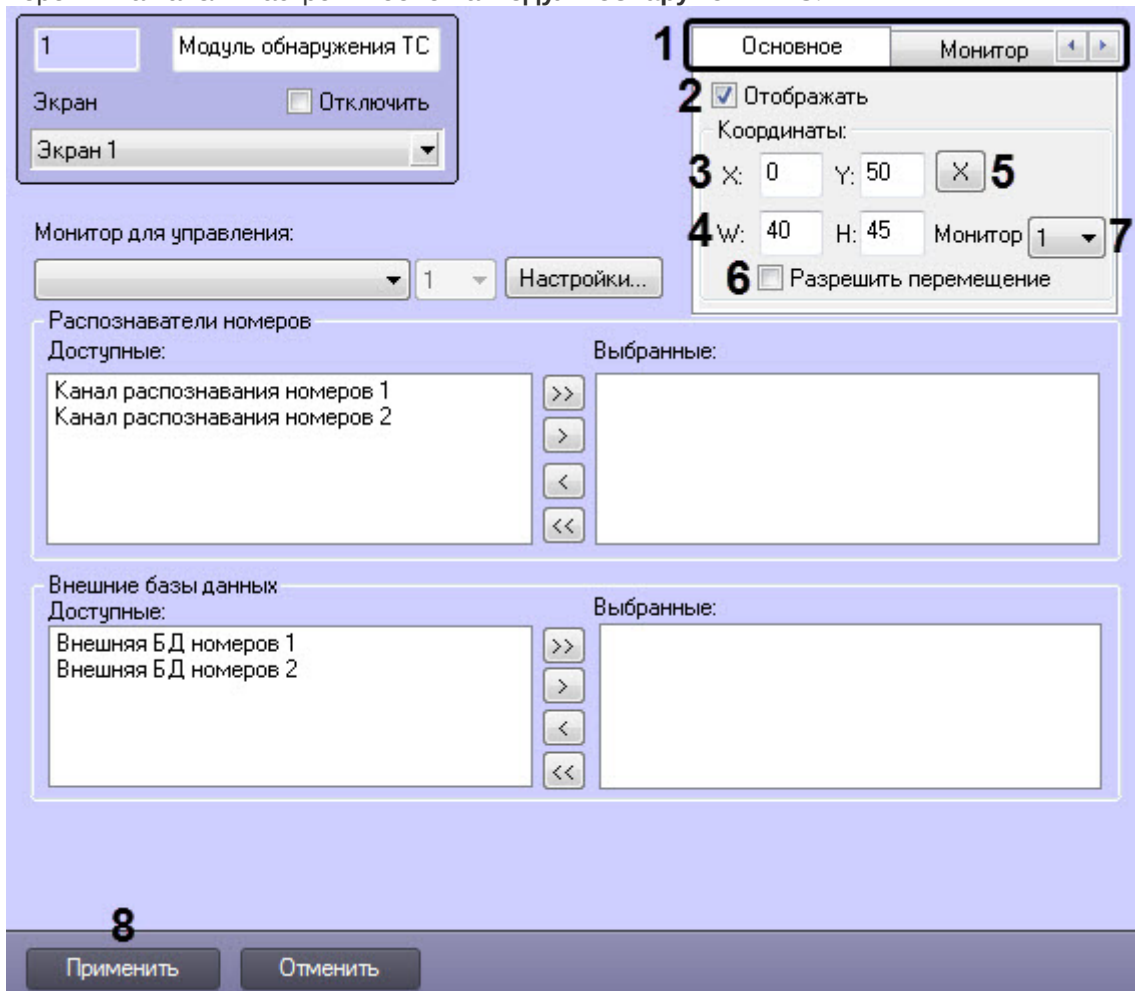 1 Модуль обнаружения ТС
Экран Отключить
Экран 1
1 Основное Монитор
2 Отображать
Координаты:
3 X: 0 Y: 50 X 5
4 W: 40 H: 45 Монитор 1 7
6 Разрешить перемещение
Монитор для управления:
1 Настройки...
Распознаватели номеров
Доступные: Выбранные:
Канал распознавания номеров 1
Канал распознавания номеров 2
>>
>
<
<<
Внешние базы данных
Доступные: Выбранные:
Внешняя БД номеров 1
Внешняя БД номеров 2
>>
>
<
<<
8
Применить Отменить